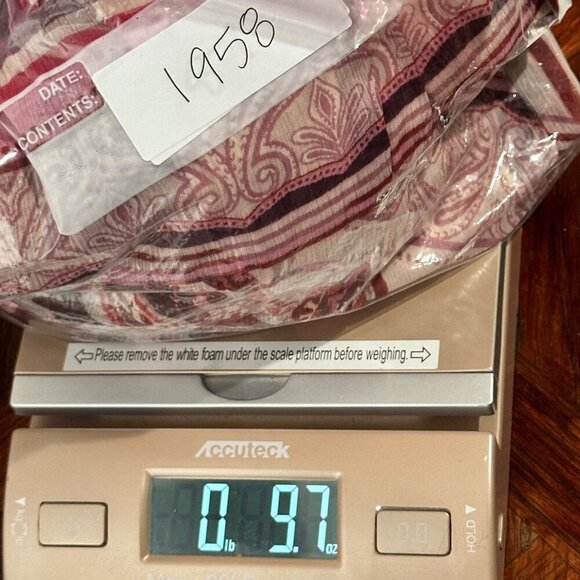 1958
DATE:
CONTENTS:
Please remove the white foam under the scale platform before weighing.
Accuteck
0 lb 9.7 oz
HOLD